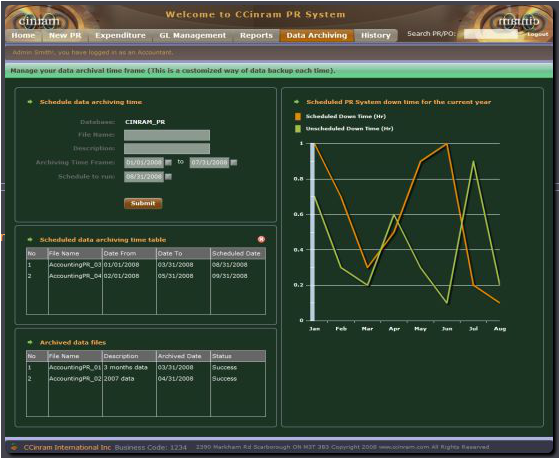 Welcome to CCinram PR System
cinram
Home New PR Expenditure GL Management Reports Data Archiving History Search PR/PO: Logout
Admin Smith!, you have logged in as an Accountant.
Manage your data archival time frame (This is a customized way of data backup each time).
Schedule data archiving time
Database: CINRAM_PR
File Name:
Description:
Archiving Time Frame: 01/01/2008 to 07/31/2008
Schedule to run: 08/31/2008
Submit
Scheduled data archiving time table
No File Name Date From Date To Scheduled Date
1 AccountingPR_03 01/01/2008 03/31/2008 08/31/2008
2 AccountingPR_04 02/01/2008 05/31/2008 09/31/2008
Archived data files
No File Name Description Archived Date Status
1 AccountingPR_01 3 months data 03/31/2008 Success
2 AccountingPR_02 2007 data 04/31/2008 Success
Scheduled PR System down time for the current year
Scheduled Down Time (Hr)
Unscheduled Down Time (Hr)
1
0.8
0.6
0.4
0.2
0
Jan Feb Mar Apr May Jun Jul Aug
CCinram International Inc Business Code: 1234 2390 Markham Rd Scarborough ON M3T 3B3 Copyright 2008 www.cinram.com All Rights Reserved